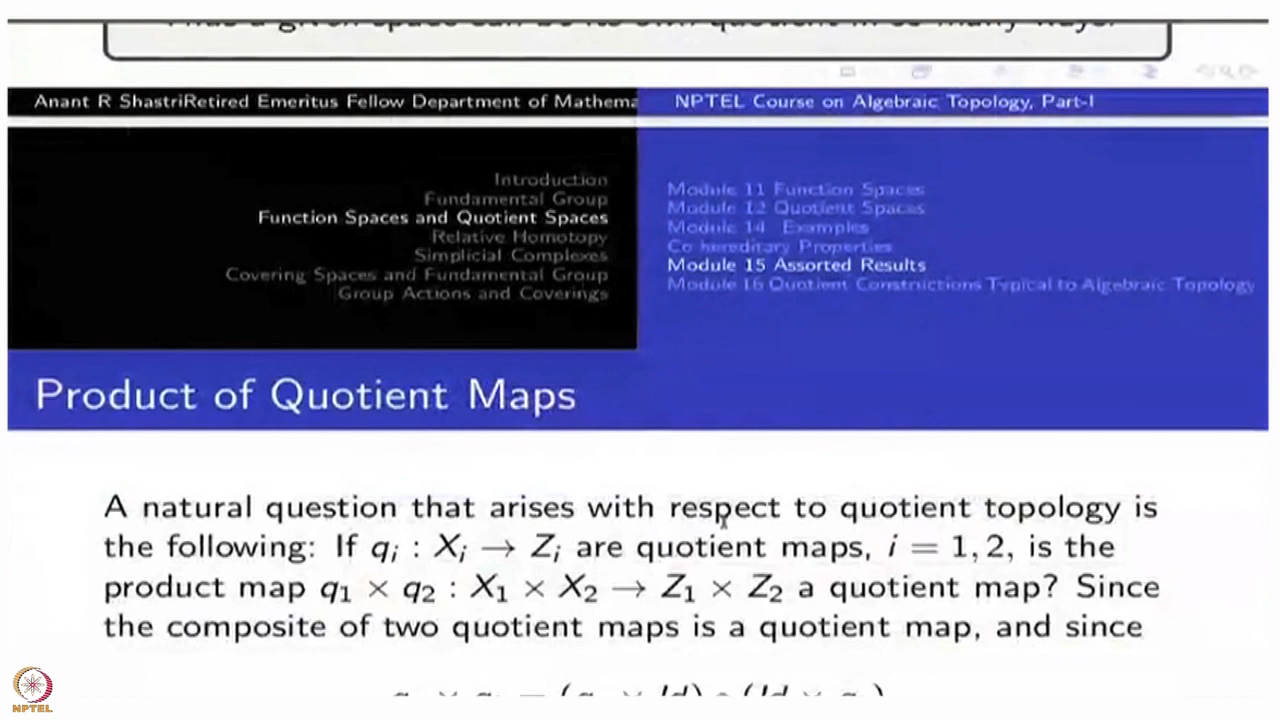 Anant R ShastriRetired Emeritus Fellow Department of Mathema
NPTEL Course on Algebraic Topology, Part-I
Introduction
Fundamental Group
Function Spaces and Quotient Spaces
Relative Homotopy
Simplicial Complexes
Covering Spaces and Fundamental Group
Group Actions and Coverings
Module 11 Function Spaces
Module 12 Quotient Spaces
Module 14 Examples
Co hereditary Properties
Module 15 Assorted Results
Module 16 Quotient Constructions Typical to Algebraic Topology
Product of Quotient Maps
A natural question that arises with respect to quotient topology is
the following: If qᵢ : Xᵢ → Zᵢ are quotient maps, i = 1, 2, is the
product map q₁ × q₂ : X₁ × X₂ → Z₁ × Z₂ a quotient map? Since
the composite of two quotient maps is a quotient map, and since
NPTEL